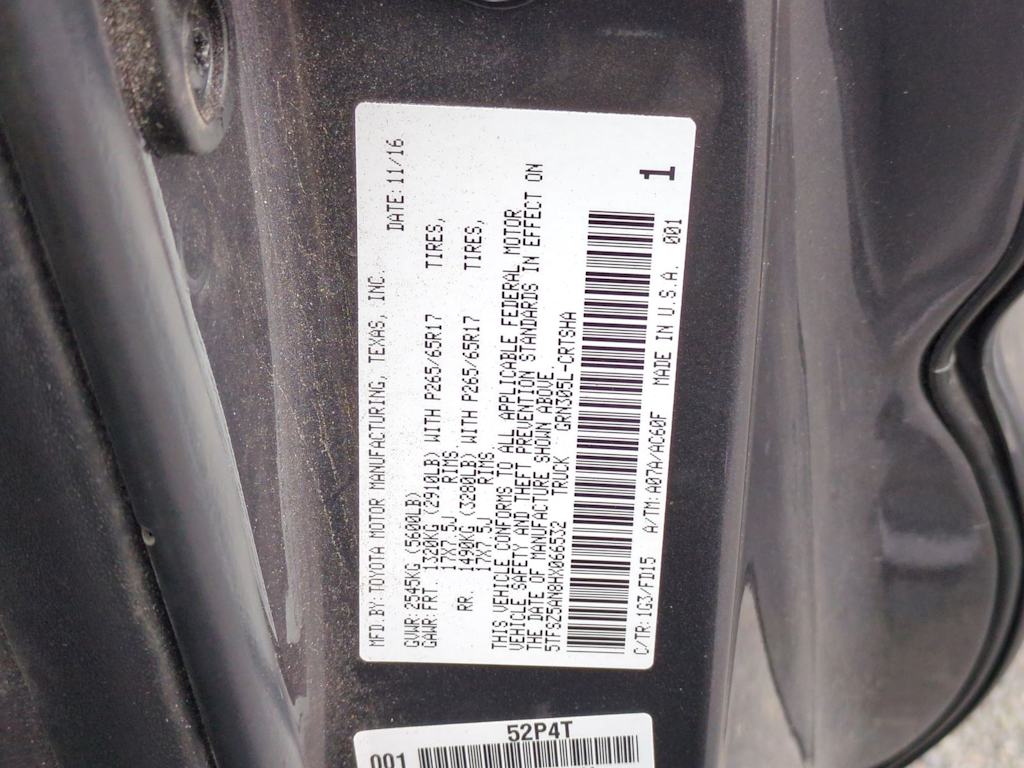 MFD.BY:TOYOTA MOTOR MANUFACTURING, TEXAS, INC.
DATE:11/16
GVWR:2545KG (5600LB)
GAWR:FRT. 1320KG (2910LB) WITH P265/65R17 TIRES,
17X7.5J RIMS,
RR. 1490KG (3280LB) WITH P265/65R17 TIRES,
17X7.5J RIMS,
THIS VEHICLE CONFORMS TO ALL APPLICABLE FEDERAL MOTOR
VEHICLE SAFETY AND THEFT PREVENTION STANDARDS IN EFFECT ON
THE DATE OF MANUFACTURE SHOWN ABOVE.
TRUCK
1
C/TR:1G3/FD15 A/TM:A07A/AC60F MADE IN U.S.A. 001
52P4T
001